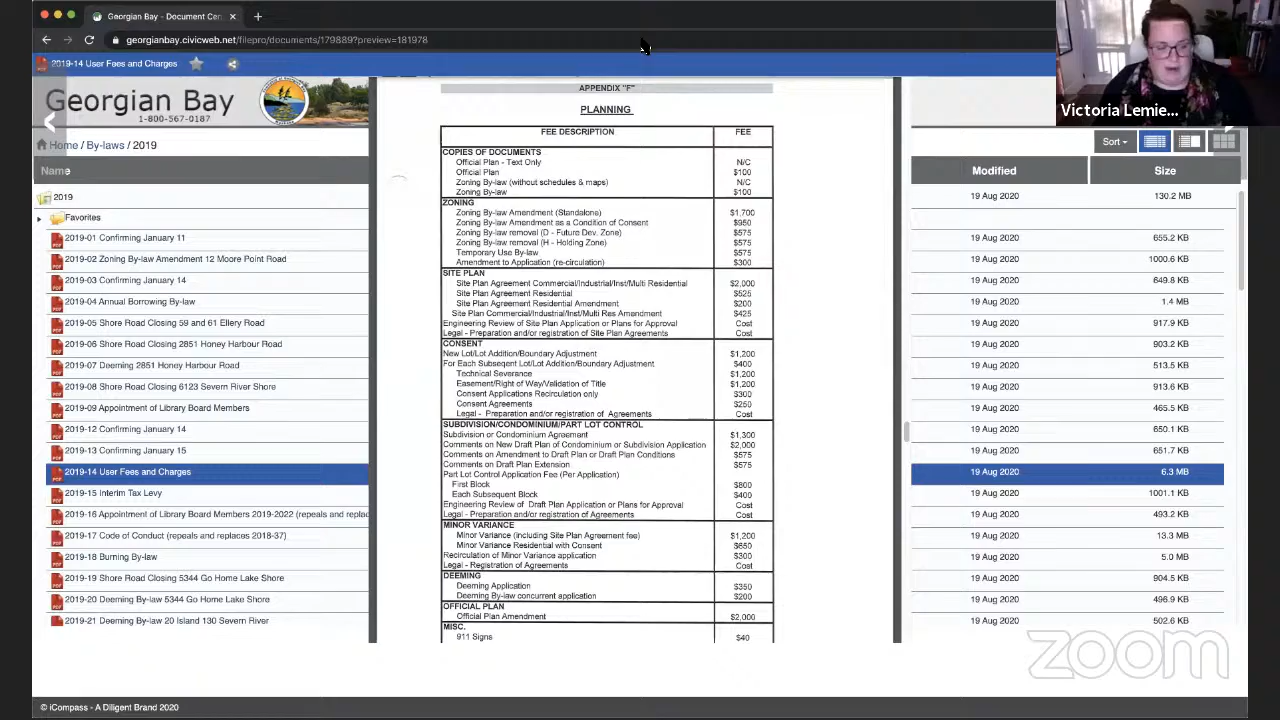 Georgian Bay - Document Cen
georgianbay.civicweb.net/filepro/documents/179889?preview=181978
2019-14 User Fees and Charges
Victoria Lemie...
Georgian Bay
1-800-567-0187
Home / By-laws / 2019
Sort
Name
Modified
Size
2019
19 Aug 2020
130.2 MB
Favorites
2019-01 Confirming January 11
19 Aug 2020
655.2 KB
2019-02 Zoning By-law Amendment 12 Moore Point Road
19 Aug 2020
1000.6 KB
2019-03 Confirming January 14
19 Aug 2020
649.8 KB
2019-04 Annual Borrowing By-law
19 Aug 2020
1.4 MB
2019-05 Shore Road Closing 59 and 61 Ellery Road
19 Aug 2020
917.9 KB
2019-06 Shore Road Closing 2851 Honey Harbour Road
19 Aug 2020
903.2 KB
2019-07 Deeming 2851 Honey Harbour Road
19 Aug 2020
513.5 KB
2019-08 Shore Road Closing 6123 Severn River Shore
19 Aug 2020
913.6 KB
2019-09 Appointment of Library Board Members
19 Aug 2020
465.5 KB
2019-12 Confirming January 14
19 Aug 2020
650.1 KB
2019-13 Confirming January 15
19 Aug 2020
651.7 KB
2019-14 User Fees and Charges
19 Aug 2020
6.3 MB
2019-15 Interim Tax Levy
19 Aug 2020
1001.1 KB
2019-16 Appointment of Library Board Members 2019-2022 (repeals and replac
19 Aug 2020
493.2 KB
2019-17 Code of Conduct (repeals and replaces 2018-37)
19 Aug 2020
13.3 MB
2019-18 Burning By-law
19 Aug 2020
5.0 MB
2019-19 Shore Road Closing 5344 Go Home Lake Shore
19 Aug 2020
904.5 KB
2019-20 Deeming By-law 5344 Go Home Lake Shore
19 Aug 2020
496.9 KB
2019-21 Deeming By-law 20 Island 130 Severn River
19 Aug 2020
502.6 KB
APPENDIX "F"
PLANNING
FEE DESCRIPTION FEE
COPIES OF DOCUMENTS
Official Plan - Text Only N/C
Official Plan $100
Zoning By-law (without schedules & maps) N/C
Zoning By-law $100
ZONING
Zoning By-law Amendment (Standalone) $1,700
Zoning By-law Amendment as a Condition of Consent $950
Zoning By-law removal (D - Future Dev. Zone) $575
Zoning By-law removal (H - Holding Zone) $575
Temporary Use By-law $575
Amendment to Application (re-circulation) $300
SITE PLAN
Site Plan Agreement Commercial/Industrial/Inst/Multi Residential $2,000
Site Plan Agreement Residential $525
Site Plan Agreement Residential Amendment $200
Site Plan Commercial/Industrial/Inst/Multi Res Amendment $425
Engineering Review of Site Plan Application or Plans for Approval Cost
Legal - Preparation and/or registration of Site Plan Agreements Cost
CONSENT
New Lot/Lot Addition/Boundary Adjustment $1,200
For Each Subseqent Lot/Lot Addition/Boundary Adjustment $400
Technical Severance $1,200
Easement/Right of Way/Validation of Title $1,200
Consent Applications Recirculation only $300
Consent Agreements $250
Legal - Preparation and/or registration of Agreements Cost
SUBDIVISION/CONDOMINIUM/PART LOT CONTROL
Subdivision or Condominium Agreement $1,300
Comments on New Draft Plan of Condominium or Subdivision Application $2,000
Comments on Amendment to Draft Plan or Draft Plan Conditions $575
Comments on Draft Plan Extension $575
Part Lot Control Application Fee (Per Application)
First Block $800
Each Subsequent Block $400
Engineering Review of Draft Plan Application or Plans for Approval Cost
Legal - Preparation and/or registration of Agreements Cost
MINOR VARIANCE
Minor Variance (including Site Plan Agreement fee) $1,200
Minor Variance Residential with Consent $650
Recirculation of Minor Variance application $300
Legal - Registration of Agreements Cost
DEEMING
Deeming Application $350
Deeming By-law concurrent application $200
OFFICIAL PLAN
Official Plan Amendment $2,000
MISC.
911 Signs $40
zoom
© iCompass - A Diligent Brand 2020